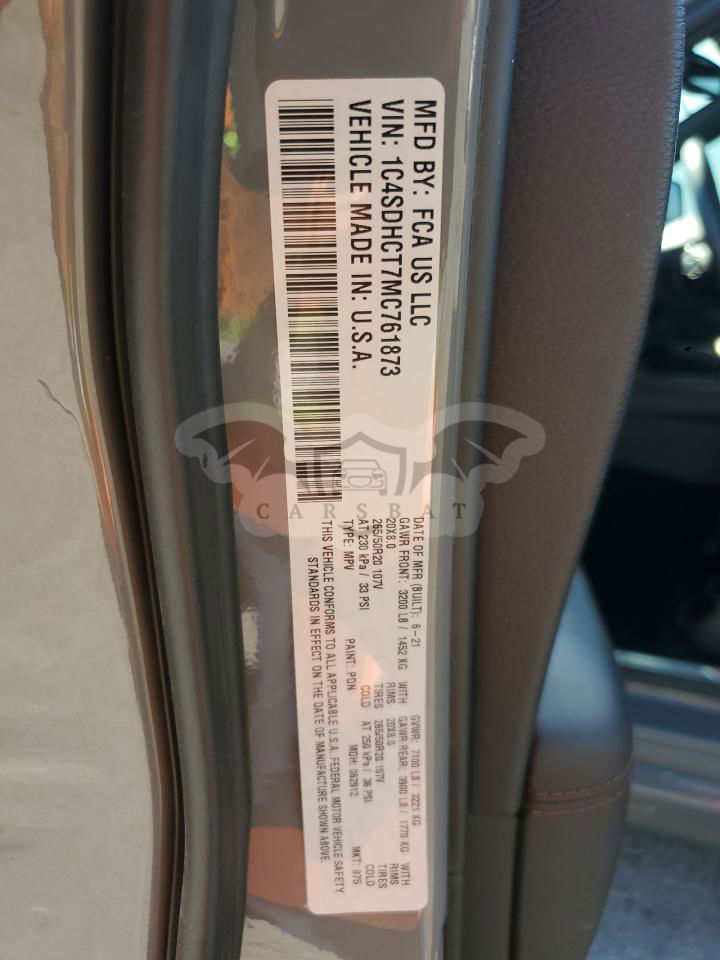 MFD BY: FCA US LLC
VIN: 1C4SDHCT7MC761873
VEHICLE MADE IN: U.S.A.
DATE OF MFR (BUILT): 6-21 GVWR: 7100 LB / 3221 KG
GAWR FRONT: 3200 LB / 1452 KG WITH GAWR REAR: 3900 LB / 1770 KG WITH
20X8.0 RIMS 20X8.0 RIMS
265/50R20 107V TIRES 265/50R20 107V TIRES
AT 230 kPa / 33 PSI COLD AT 250 kPa / 36 PSI COLD
TYPE: MPV PAINT: PDN MDH: 062912 MKT: 875
THIS VEHICLE CONFORMS TO ALL APPLICABLE U.S.A. FEDERAL MOTOR VEHICLE SAFETY
STANDARDS IN EFFECT ON THE DATE OF MANUFACTURE SHOWN ABOVE.
CARSBAT